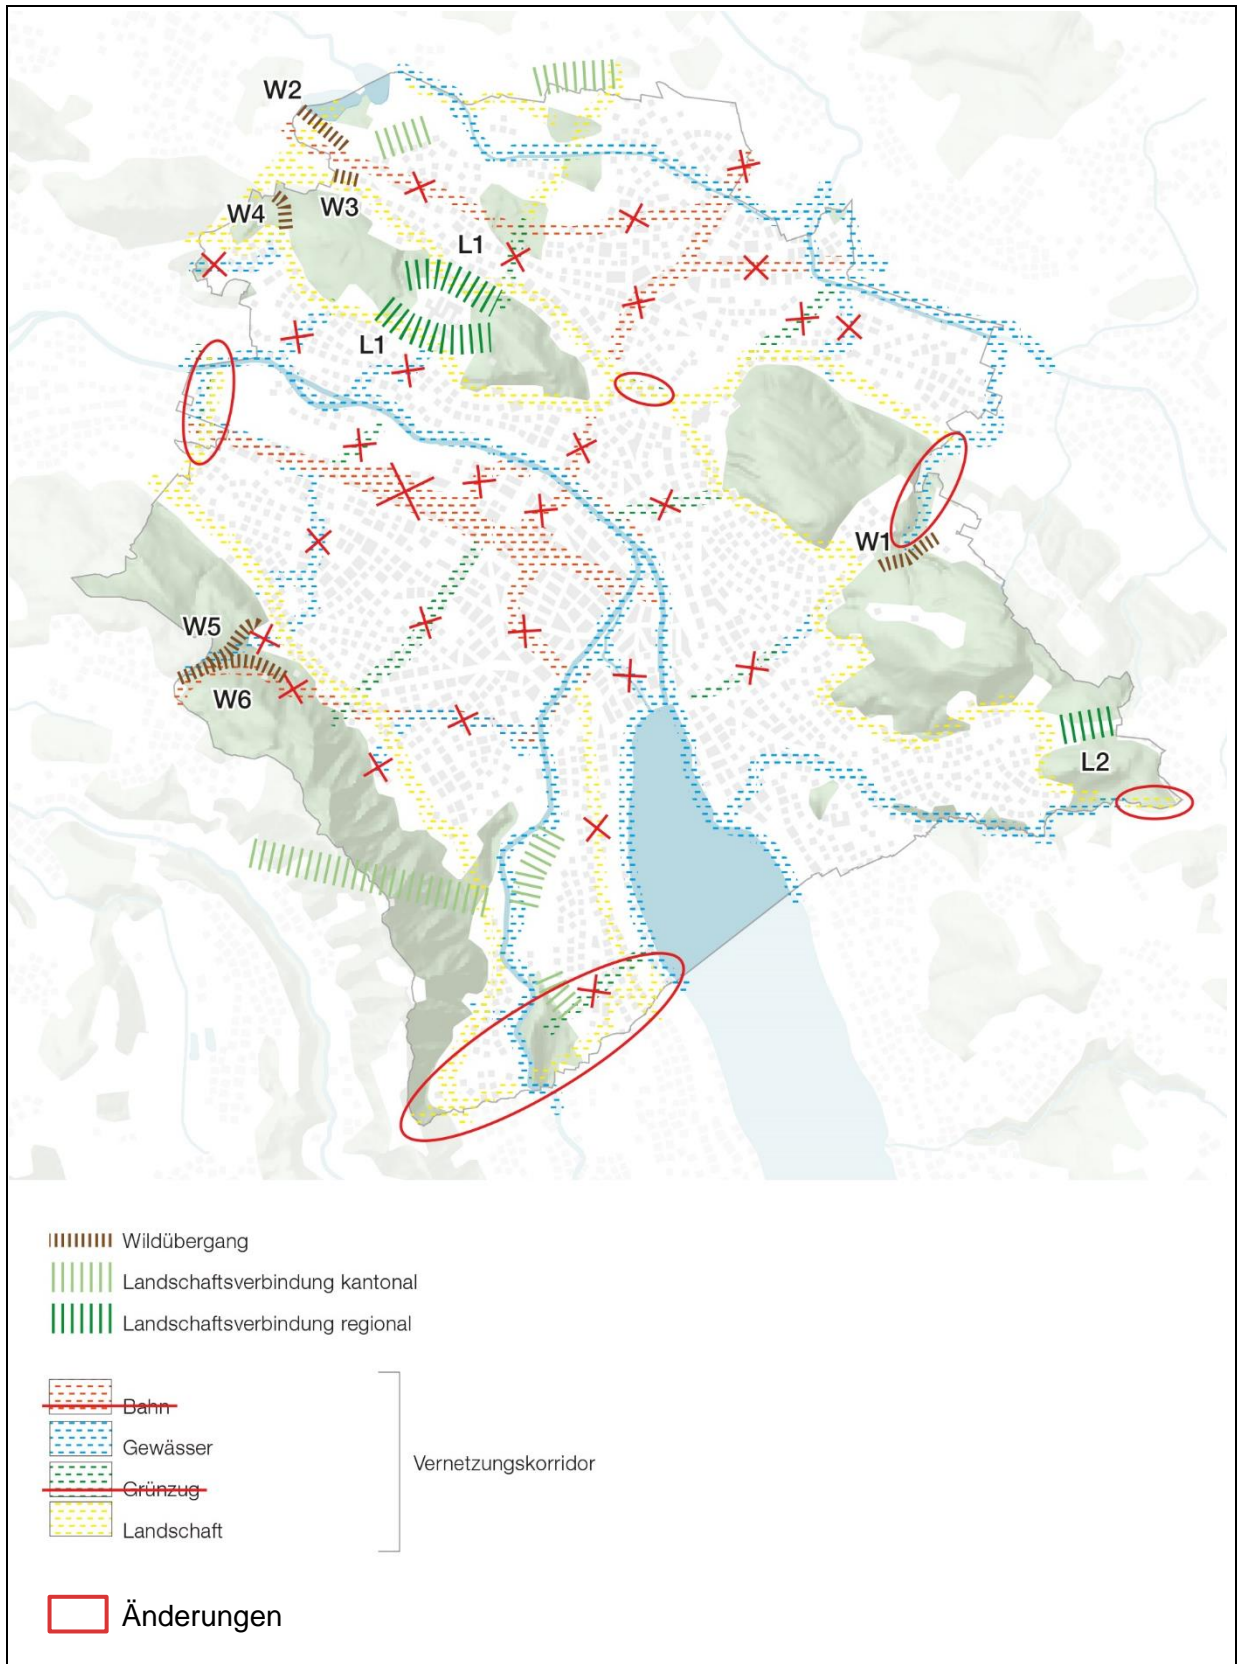 W2
W3
W4
L1
L1
W1
W5
W6
L2
Wildübergang
Landschaftsverbindung kantonal
Landschaftsverbindung regional
Bahn
Gewässer
Grünzug
Landschaft
Vernetzungskorridor
Änderungen